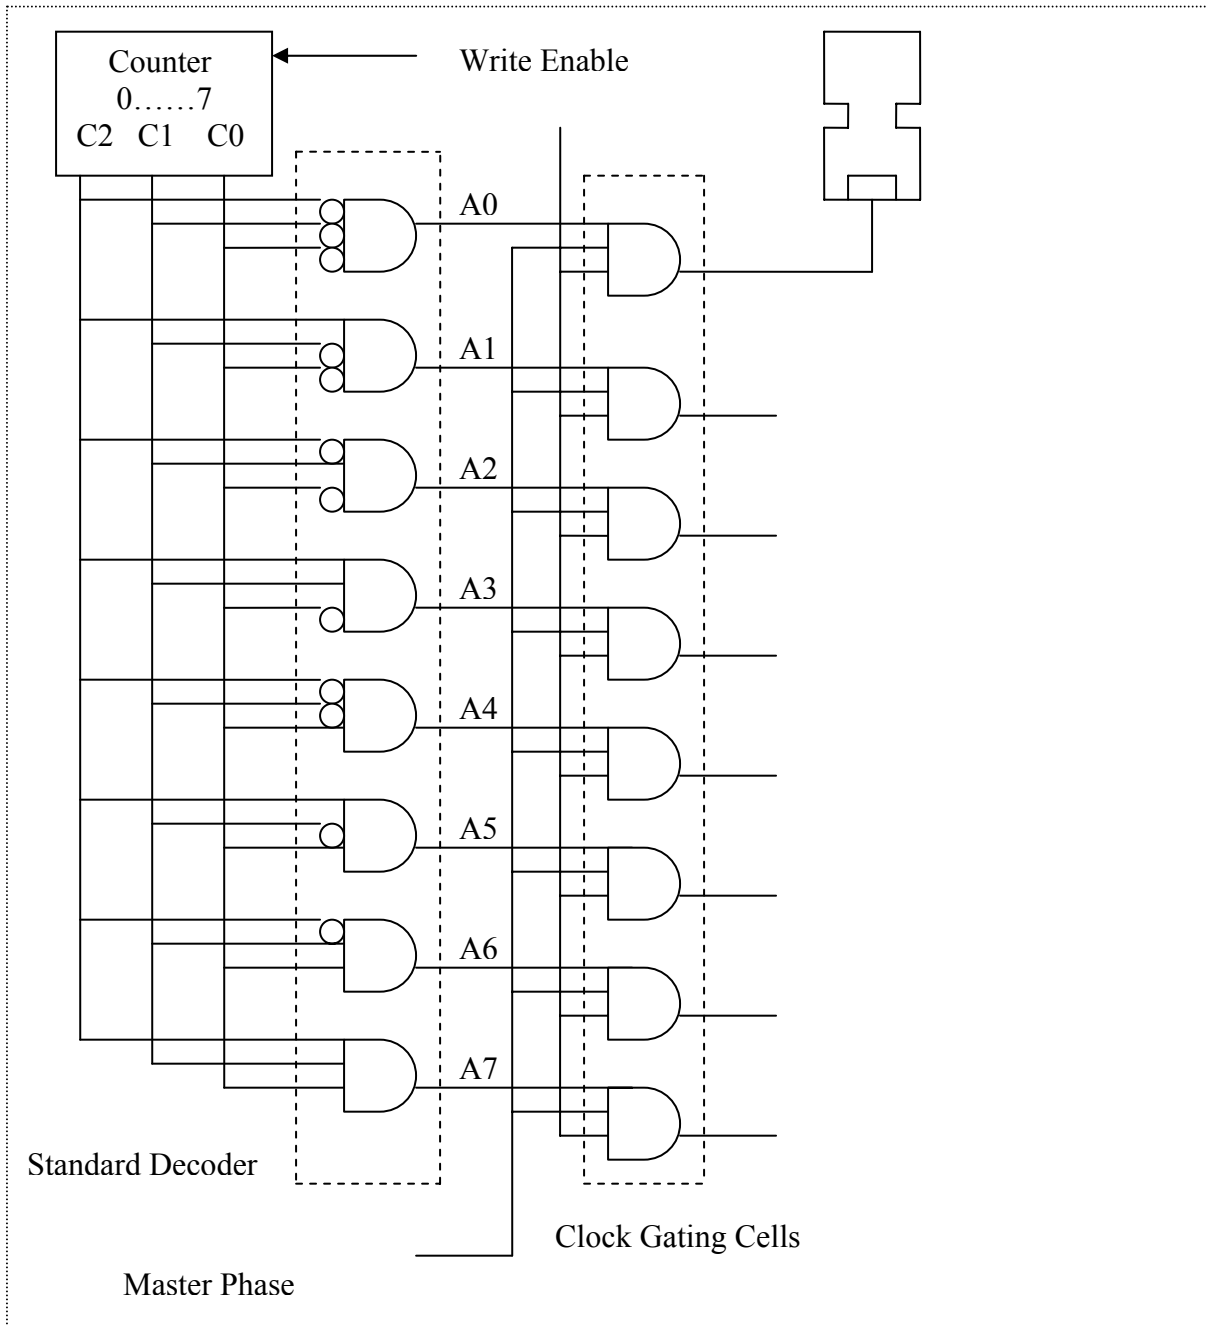 Counter
0……7
C2 C1 C0
Write Enable
A0
A1
A2
A3
A4
A5
A6
A7
Standard Decoder
Clock Gating Cells
Master Phase